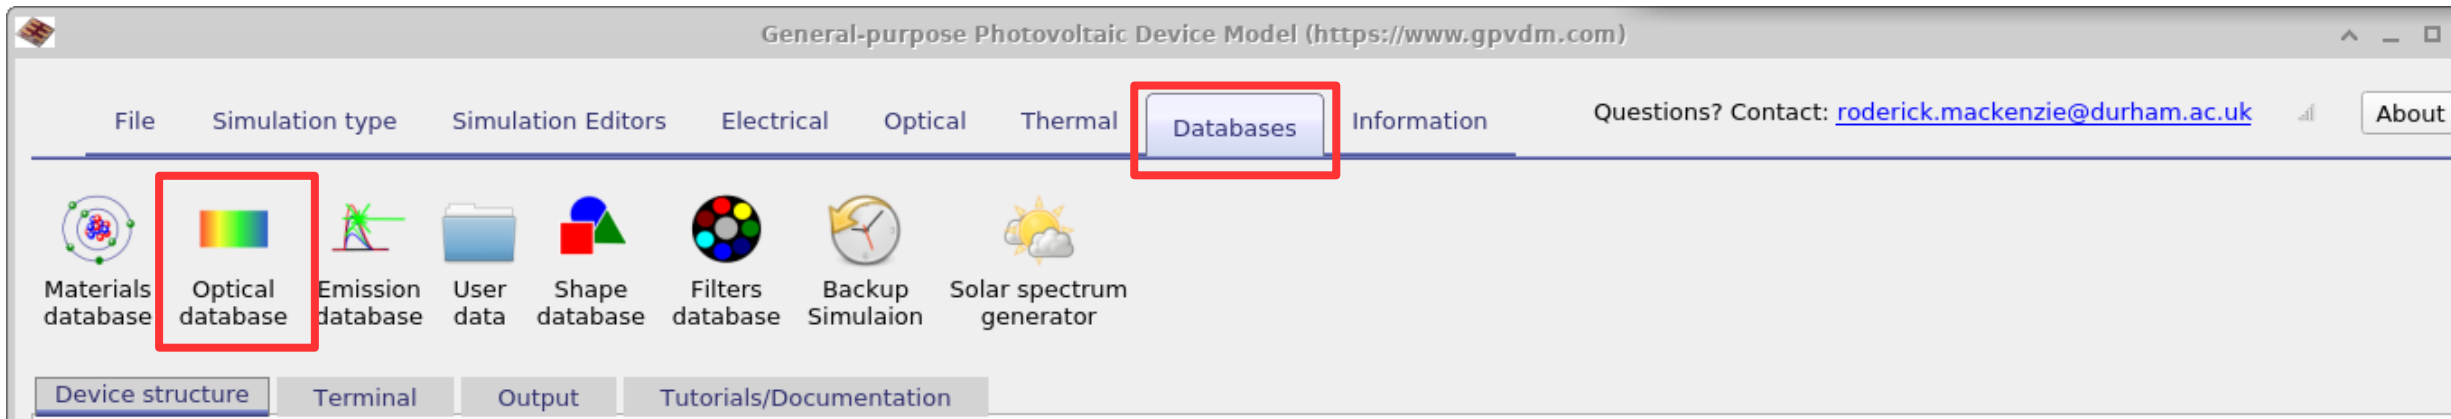 General-purpose Photovoltaic Device Model (https://www.gpvdm.com)
File Simulation type Simulation Editors Electrical Optical Thermal Databases Information Questions? Contact: roderick.mackenzie@durham.ac.uk About
Materials Optical Emission User Shape Filters Backup Solar spectrum
database database database data database database Simulaion generator
Device structure Terminal Output Tutorials/Documentation